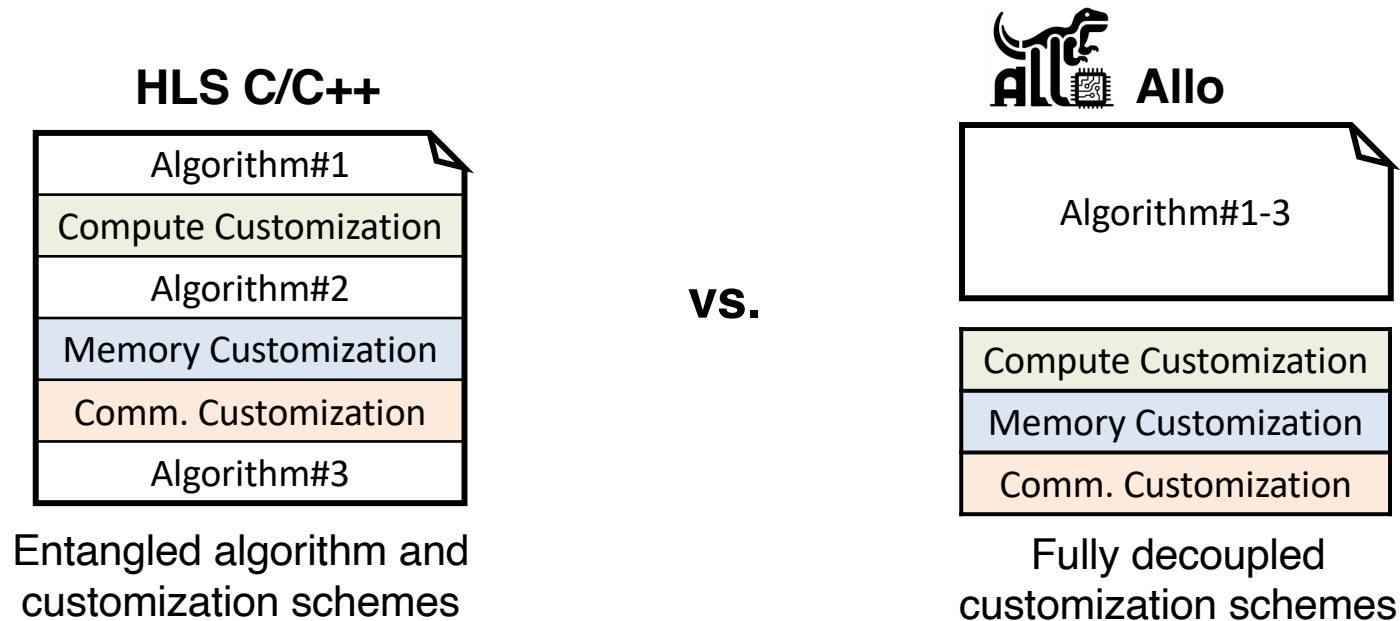 HLS C/C++
Algorithm#1
Compute Customization
Algorithm#2
Memory Customization
Comm. Customization
Algorithm#3
Entangled algorithm and
customization schemes
vs.
ALLO Allo
Algorithm#1-3
Compute Customization
Memory Customization
Comm. Customization
Fully decoupled
customization schemes